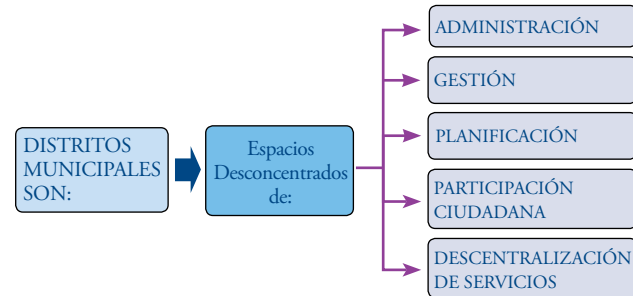 DISTRITOS
MUNICIPALES
SON:
Espacios
Desconcentrados
de:
ADMINISTRACIÓN
GESTIÓN
PLANIFICACIÓN
PARTICIPACIÓN
CIUDADANA
DESCENTRALIZACIÓN
DE SERVICIOS